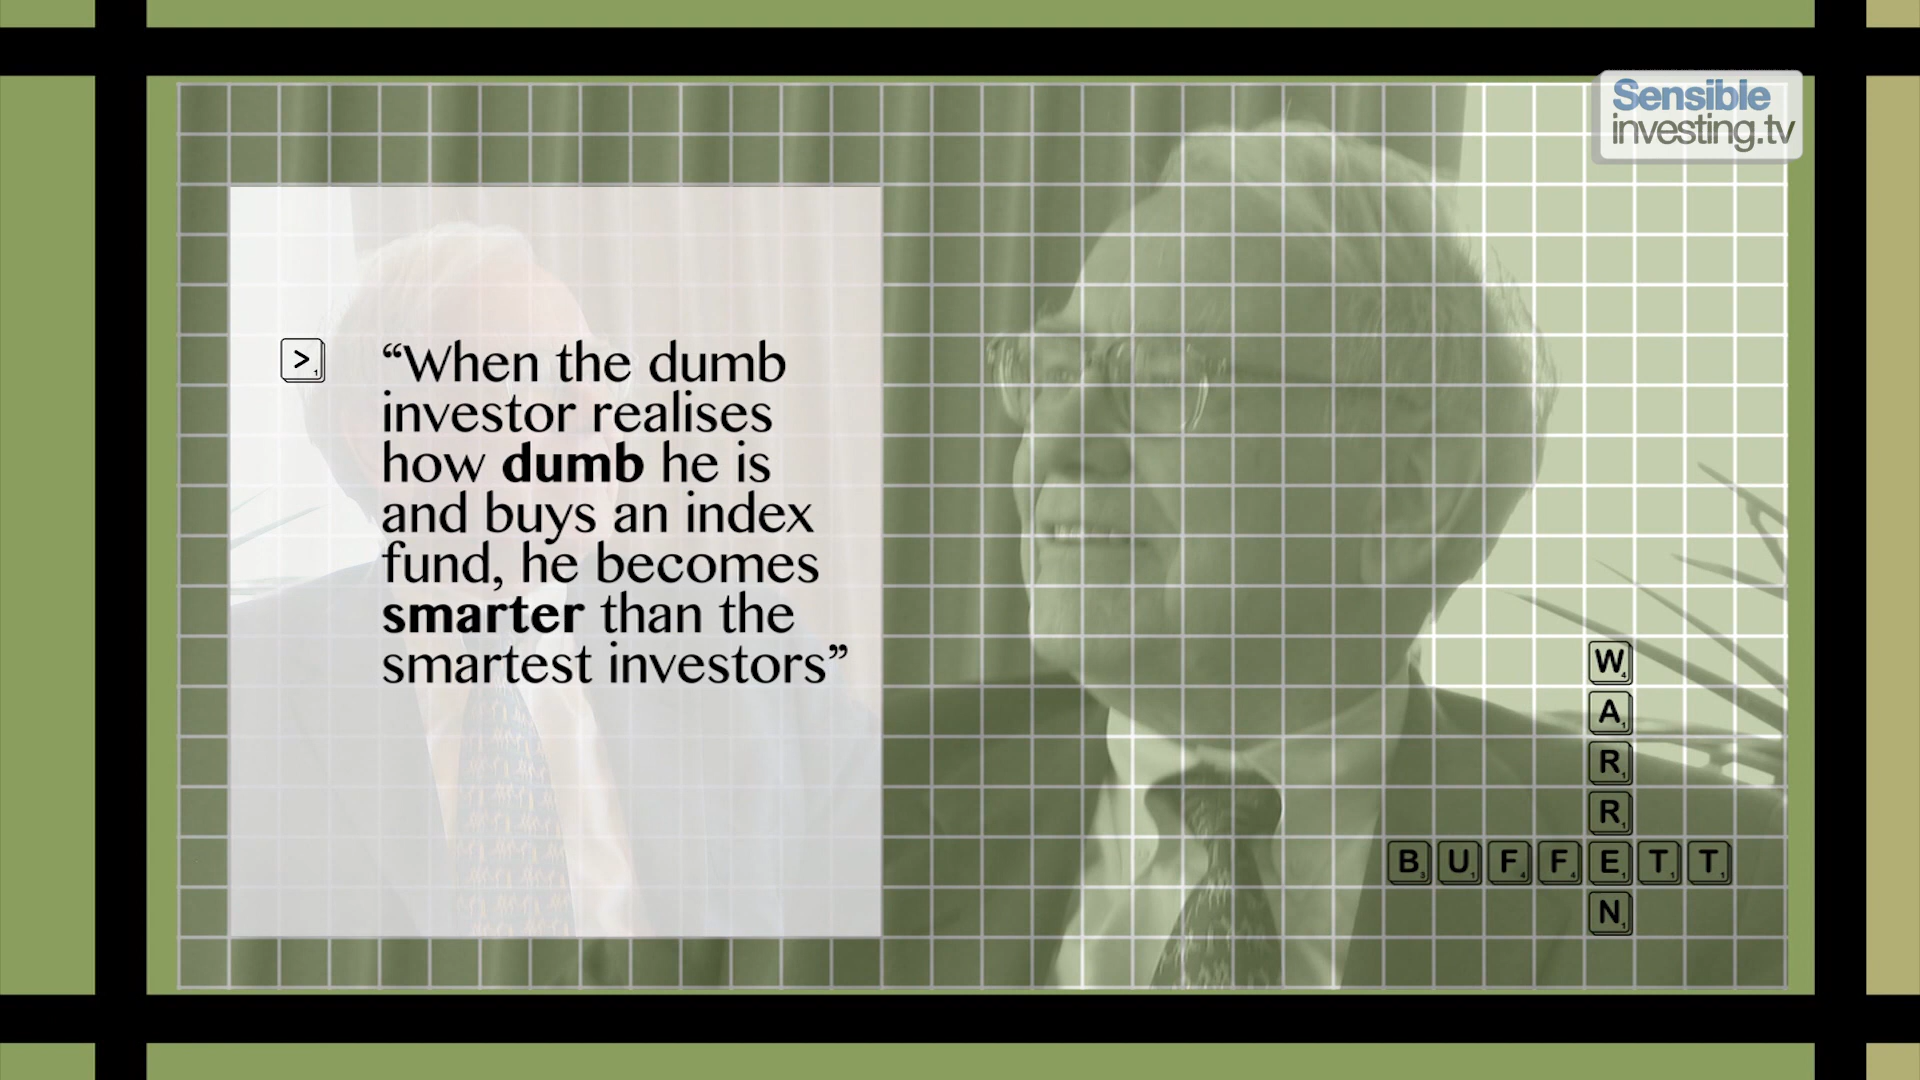 Sensible
investing.tv
>
“When the dumb
investor realises
how dumb he is
and buys an index
fund, he becomes
smarter than the
smartest investors”
WARREN
BUFFETT